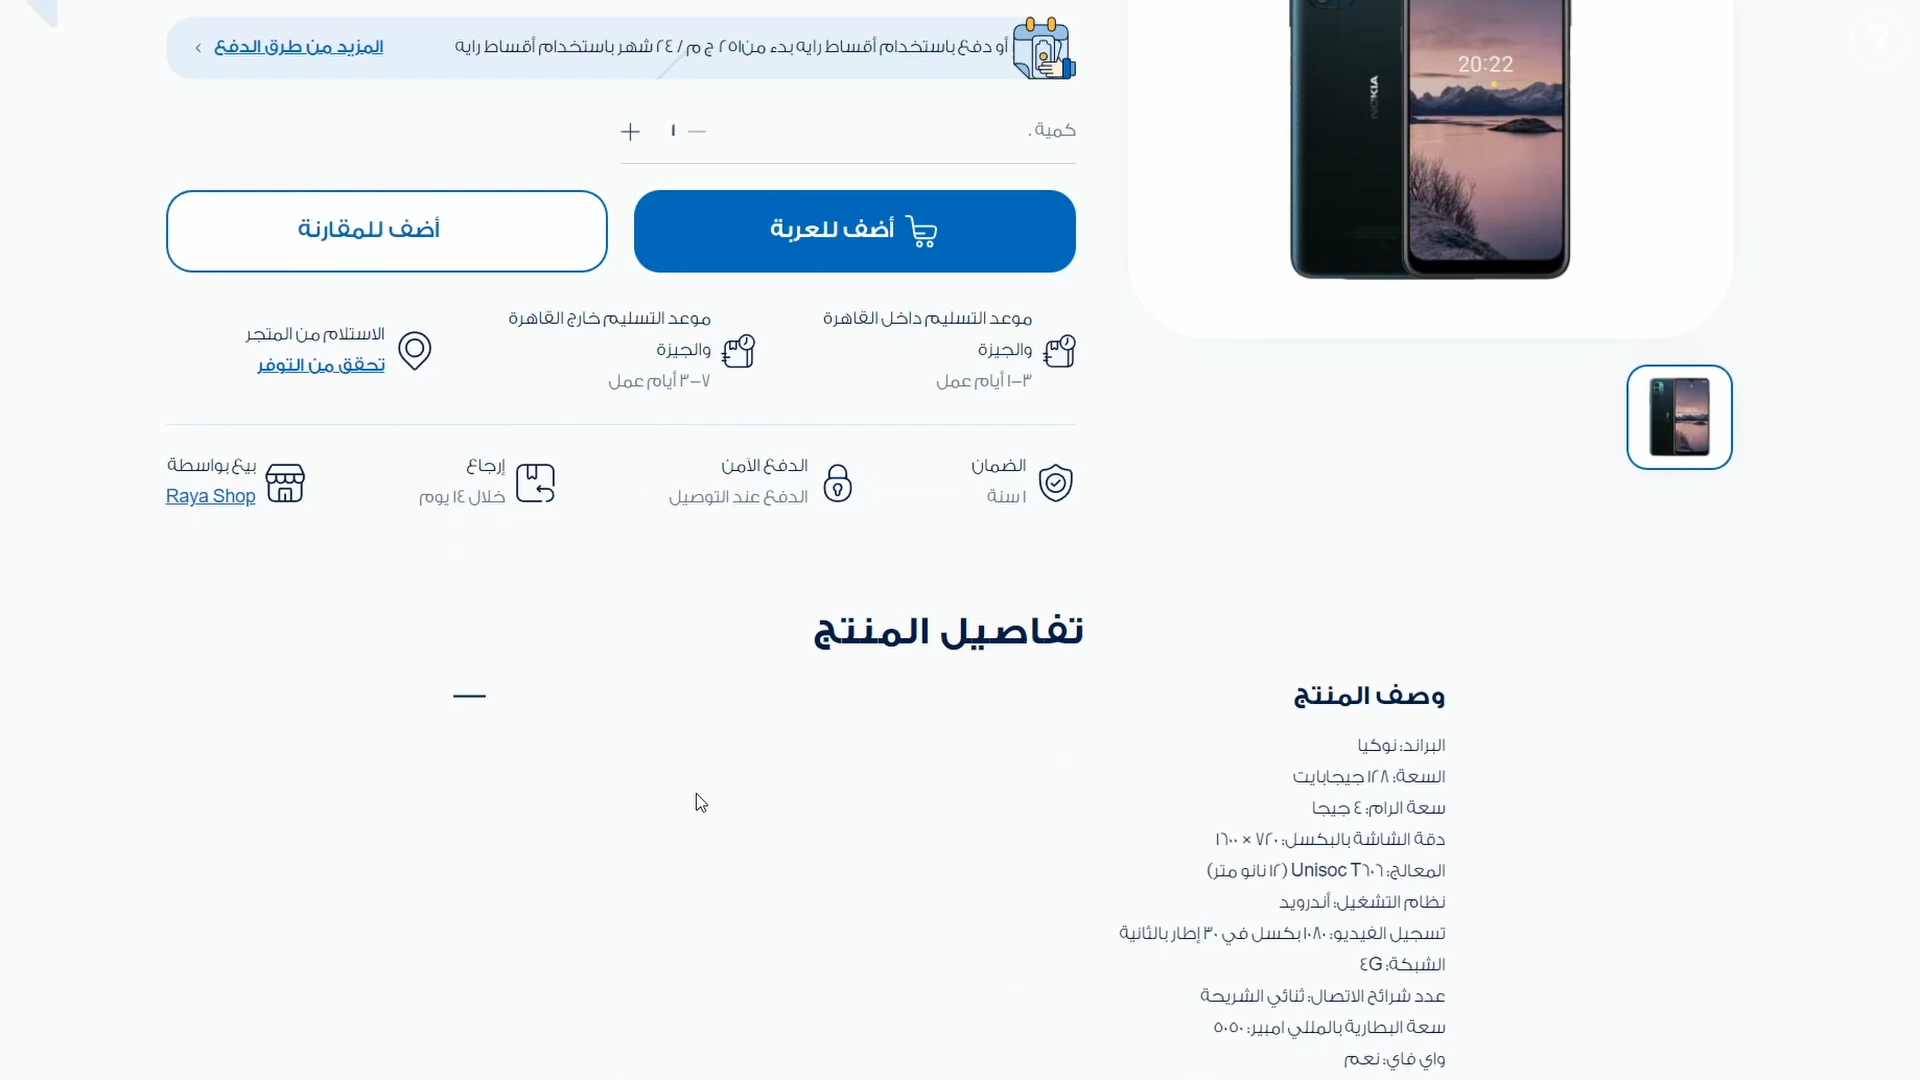 أو دفع باستخدام أقساط رايه بدء من٢٥١ ج م / ٢٤ شهر باستخدام أقساط رايه
المزيد من طرق الدفع
20:22
NOKIA
كمية .
١
أضف للعربة
أضف للمقارنة
موعد التسليم داخل القاهرة
والجيزة
٣-١ أيام عمل
موعد التسليم خارج القاهرة
والجيزة
٧-٣ أيام عمل
الاستلام من المتجر
تحقق من التوفر
الضمان
١ سنة
الدفع الآمن
الدفع عند التوصيل
إرجاع
خلال ١٤ يوم
بيع بواسطة
Raya Shop
تفاصيل المنتج
وصف المنتج
البراند: نوكيا
السعة: ١٢٨ جيجابايت
سعة الرام: ٤ جيجا
دقة الشاشة بالبكسل: ٧٢٠ × ١٦٠٠
المعالج: Unisoc T٦٠٦ (١٢ نانو متر)
نظام التشغيل: أندرويد
تسجيل الفيديو: ١٠٨٠ بكسل في ٣٠ إطار بالثانية
الشبكة: ٤G
عدد شرائح الاتصال: ثنائي الشريحة
سعة البطارية بالمللي امبير: ٥٠٥٠
واي فاي: نعم